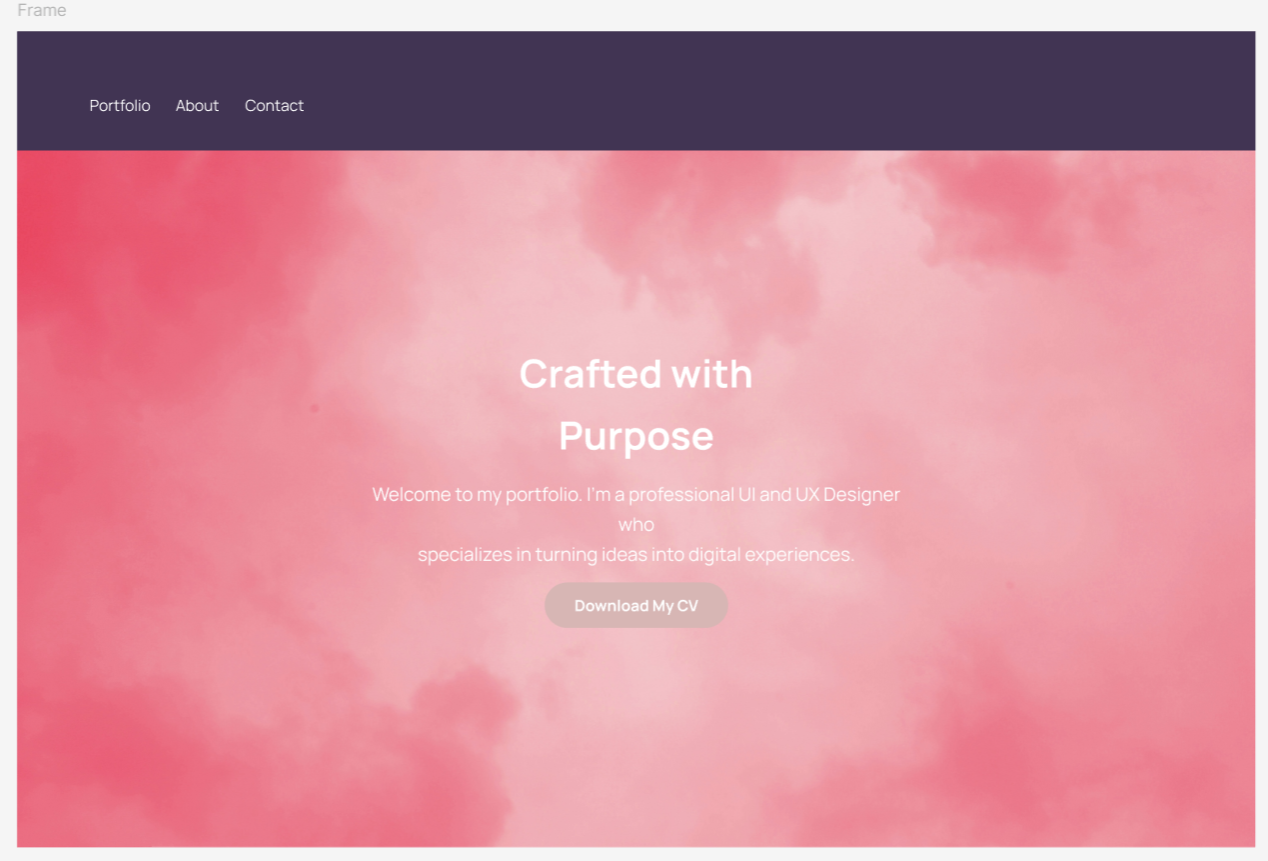 Frame
Portfolio About Contact
Crafted with
Purpose
Welcome to my portfolio. I'm a professional UI and UX Designer
who
specializes in turning ideas into digital experiences.
Download My CV